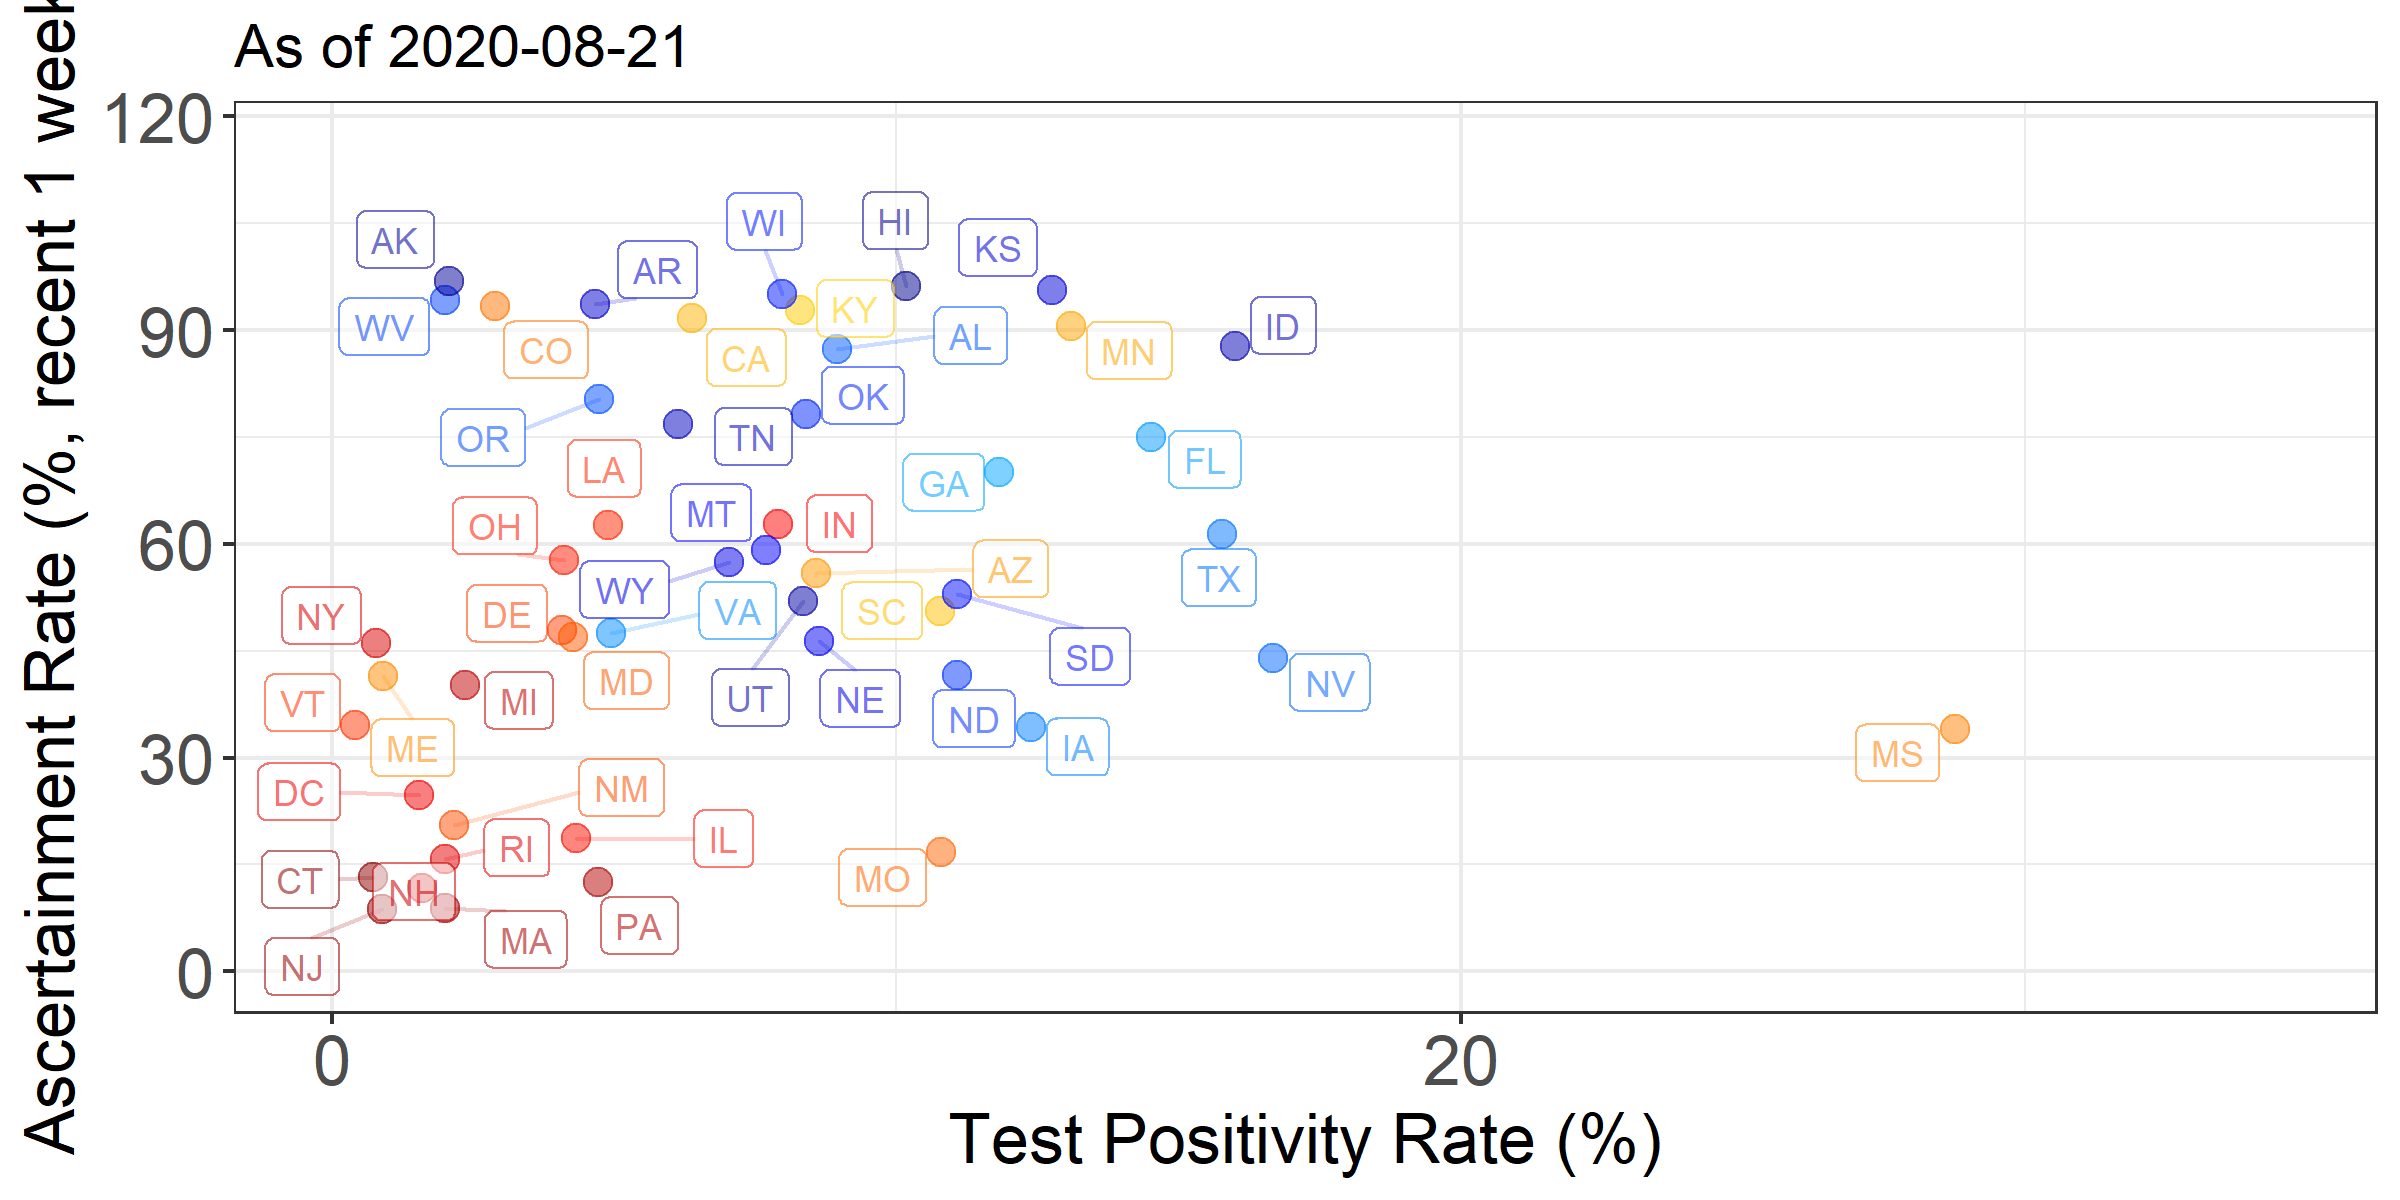 As of 2020-08-21
Ascertainment Rate (%, recent 1 week
120
90
60
30
0
AK
WI
HI
KS
AR
WV
CO
CA
KY
AL
MN
ID
OR
TN
OK
LA
GA
FL
OH
MT
IN
WY
AZ
TX
NY
DE
VA
SC
MD
SD
VT
MI
UT
NE
ND
NV
ME
IA
MS
DC
NM
RI
IL
CT
NH
MO
MA
PA
NJ
0
20
Test Positivity Rate (%)